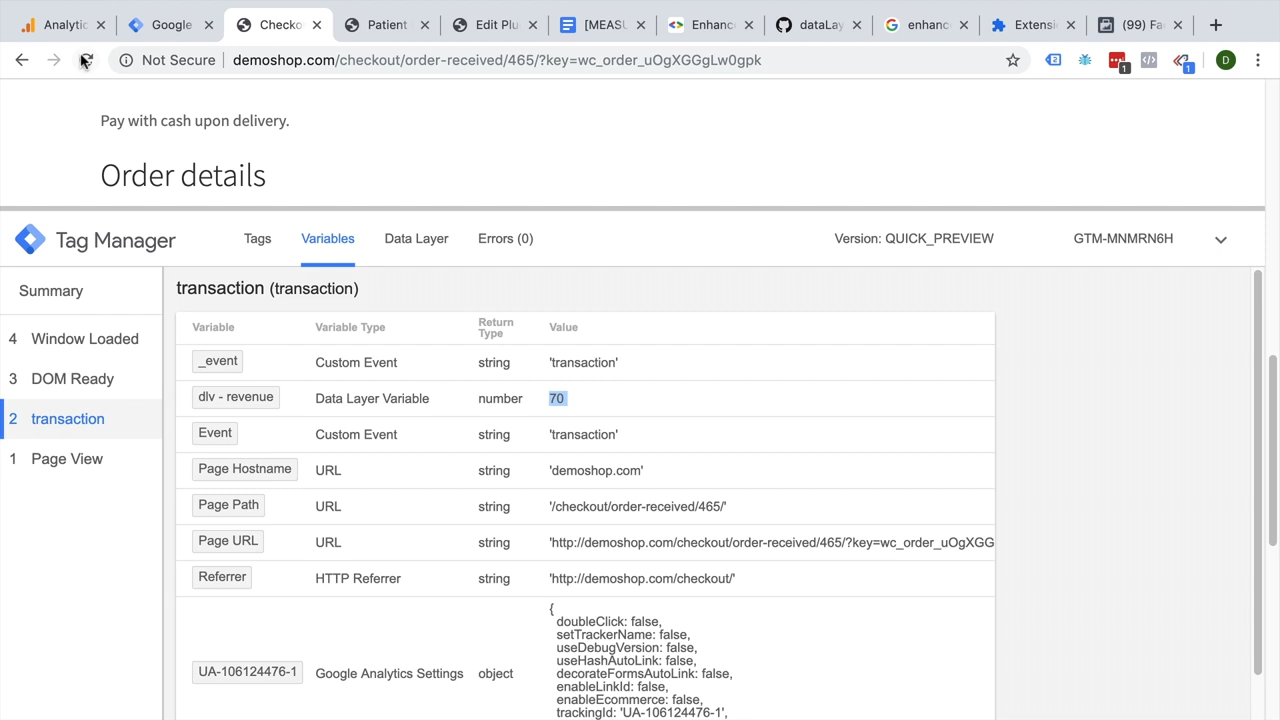 Analytic
Google
Checko
Patient
Edit Plu
[MEASU
Enhanc
dataLay
enhanc
Extensi
(99) Fa
Not Secure
demoshop.com/checkout/order-received/465/?key=wc_order_uOgXGGgLw0gpk
2
1
1
D
Pay with cash upon delivery.
Order details
Tag Manager
Tags
Variables
Data Layer
Errors (0)
Version: QUICK_PREVIEW
GTM-MNMRN6H
Summary
4 Window Loaded
3 DOM Ready
2 transaction
1 Page View
transaction (transaction)
Variable Variable Type Return Type Value
_event Custom Event string 'transaction'
dlv - revenue Data Layer Variable number 70
Event Custom Event string 'transaction'
Page Hostname URL string 'demoshop.com'
Page Path URL string '/checkout/order-received/465/'
Page URL URL string 'http://demoshop.com/checkout/order-received/465/?key=wc_order_uOgXGG
Referrer HTTP Referrer string 'http://demoshop.com/checkout/'
UA-106124476-1 Google Analytics Settings object
{
doubleClick: false,
setTrackerName: false,
useDebugVersion: false,
useHashAutoLink: false,
decorateFormsAutoLink: false,
enableLinkId: false,
enableEcommerce: false,
trackingId: 'UA-106124476-1',